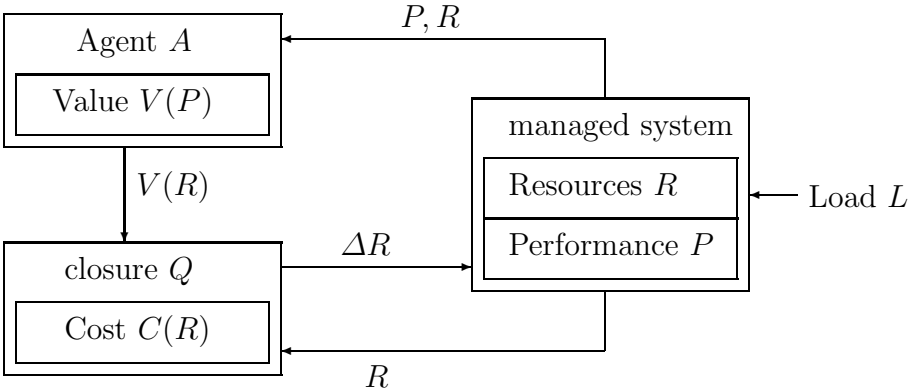 P, R
Agent A
Value V(P)
managed system
V(R)
Resources R
Load L
Performance P
closure Q
ΔR
Cost C(R)
R